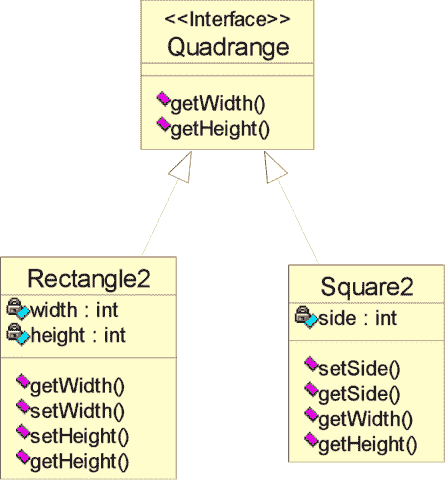 <<Interface>>
Quadrange
getWidth()
getHeight()
Rectangle2
width : int
height : int
getWidth()
setWidth()
setHeight()
getHeight()
Square2
side : int
setSide()
getSide()
getWidth()
getHeight()